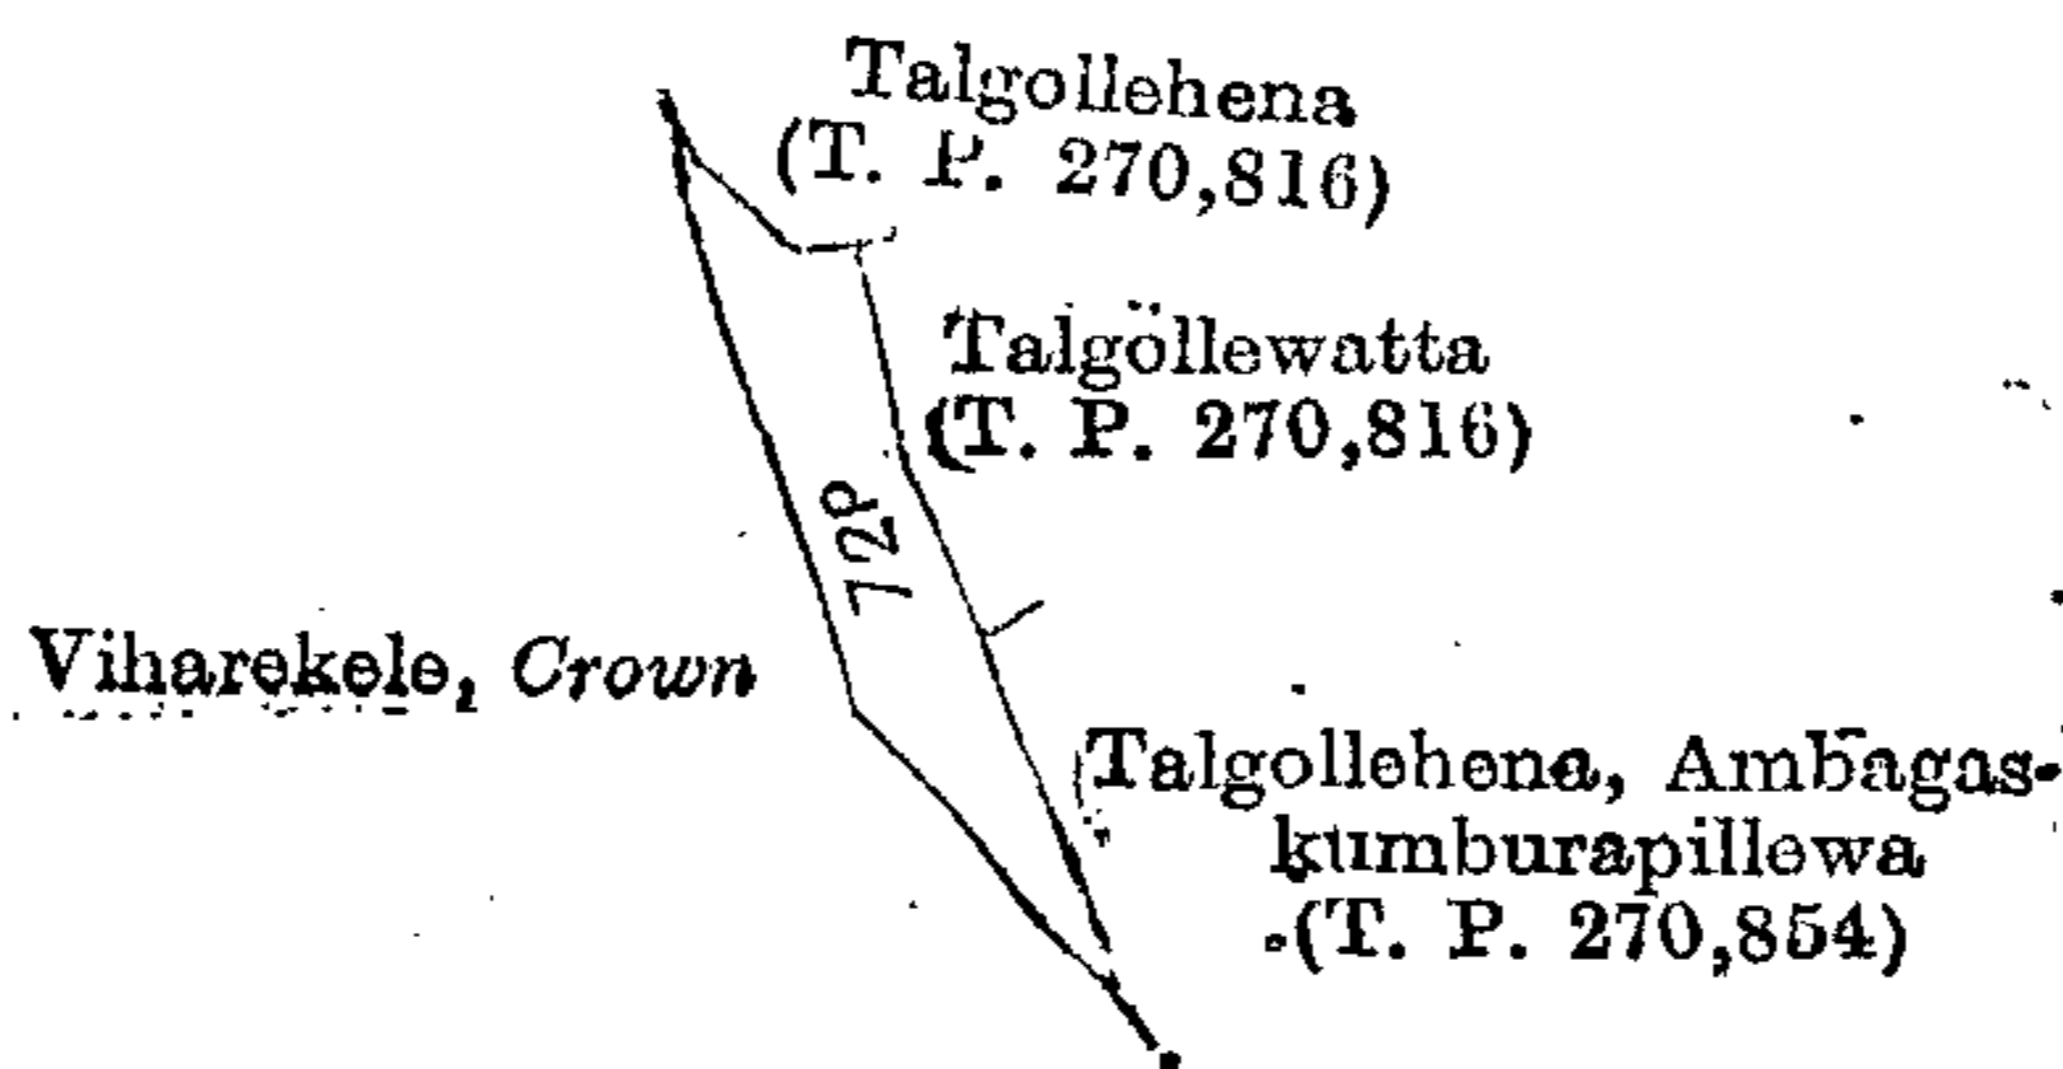 Talgollehena
(T. P. 270,816)
Talgollewatta
(T. P. 270,816)
72P
Viharekele, Crown
Talgollehena, Ambagas-
kumburapillewa
(T. P. 270,854)